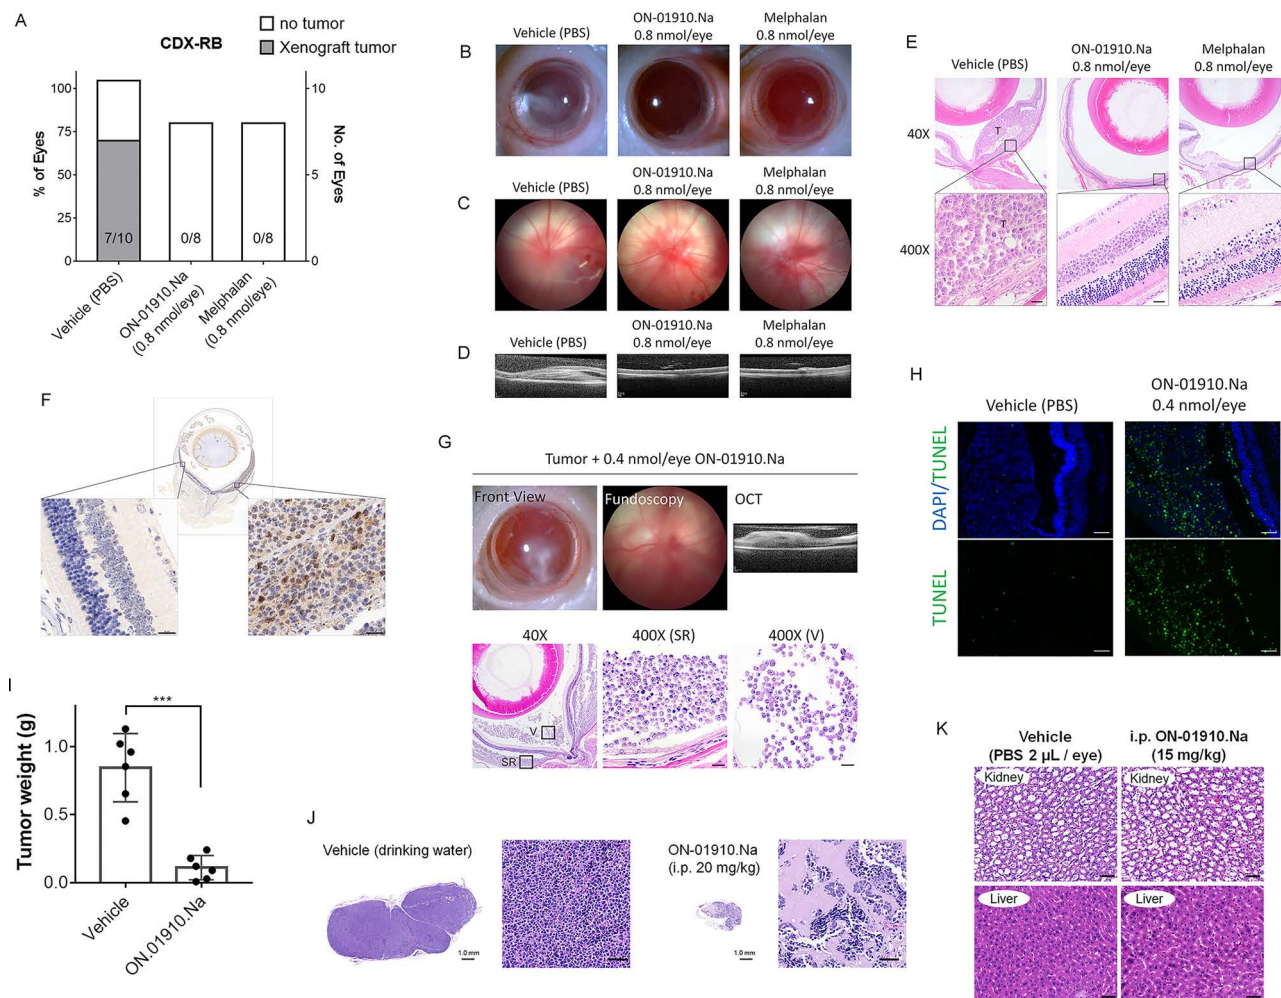 A
CDX-RB
no tumor
Xenograft tumor
% of Eyes
100
75
50
25
0
No. of Eyes
10
5
0
7/10
0/8
0/8
Vehicle (PBS)
ON-01910.Na
(0.8 nmol/eye)
Melphalan
(0.8 nmol/eye)
B
Vehicle (PBS)
ON-01910.Na
0.8 nmol/eye
Melphalan
0.8 nmol/eye
C
Vehicle (PBS)
ON-01910.Na
0.8 nmol/eye
Melphalan
0.8 nmol/eye
D
Vehicle (PBS)
ON-01910.Na
0.8 nmol/eye
Melphalan
0.8 nmol/eye
E
Vehicle (PBS)
ON-01910.Na
0.8 nmol/eye
Melphalan
0.8 nmol/eye
40X
T
400X
T
F
G
Tumor + 0.4 nmol/eye ON-01910.Na
Front View
Fundoscopy
OCT
40X
400X (SR)
400X (V)
V
SR
H
Vehicle (PBS)
ON-01910.Na
0.4 nmol/eye
DAPI/TUNEL
TUNEL
I
Tumor weight (g)
1.0
0.5
0.0
***
Vehicle
ON.01910.Na
J
Vehicle (drinking water)
1.0 mm
ON-01910.Na
(i.p. 20 mg/kg)
1.0 mm
K
Vehicle
(PBS 2 μL / eye)
i.p. ON-01910.Na
(15 mg/kg)
Kidney
Kidney
Liver
Liver